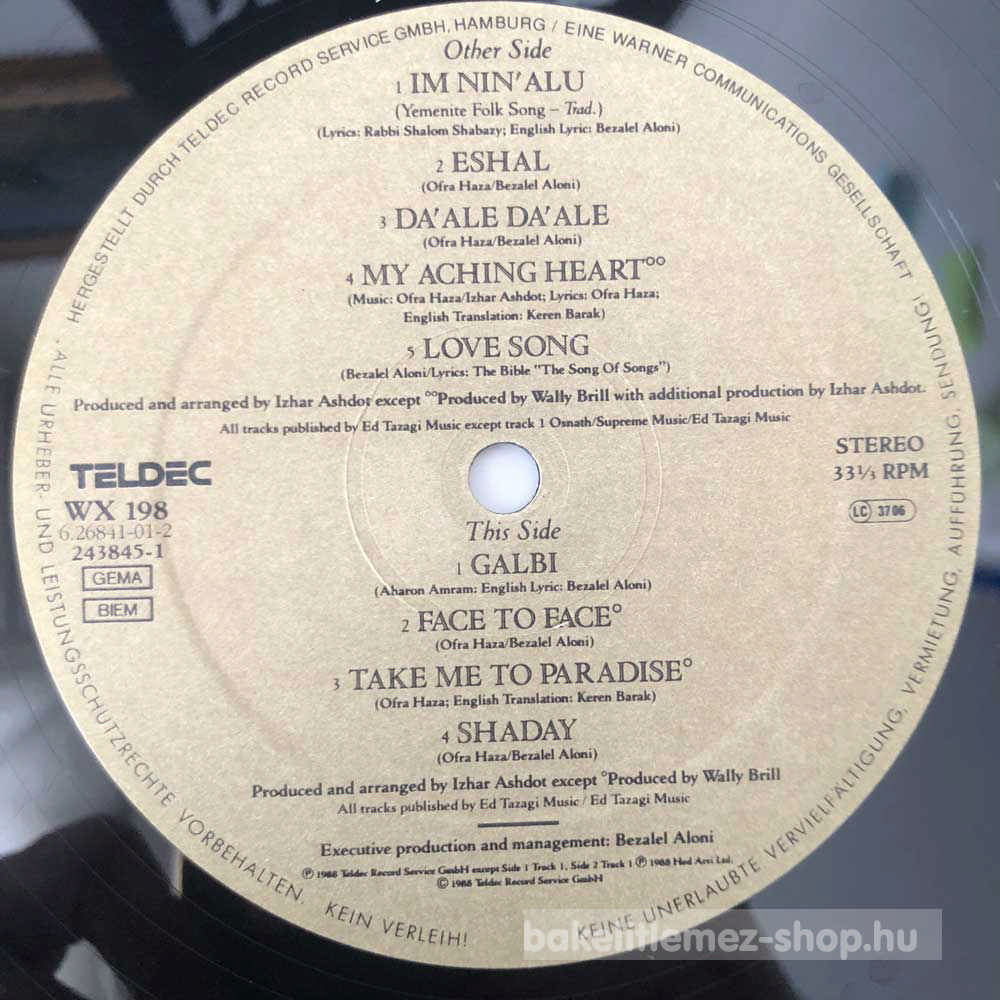 HERGESTELLT DURCH TELDEC RECORD SERVICE GMBH, HAMBURG / EINE WARNER COMMUNICATIONS GESELLSCHAFT
Other Side
1 IM NIN'ALU
(Yemenite Folk Song – Trad.)
(Lyrics: Rabbi Shalom Shabazy; English Lyric: Bezalel Aloni)
2 ESHAL
(Ofra Haza/Bezalel Aloni)
3 DA'ALE DA'ALE
(Ofra Haza/Bezalel Aloni)
4 MY ACHING HEART°°
(Music: Ofra Haza/Izhar Ashdot; Lyrics: Ofra Haza;
English Translation: Keren Barak)
5 LOVE SONG
(Bezalel Aloni/Lyrics: The Bible "The Song Of Songs")
Produced and arranged by Izhar Ashdot except °°Produced by Wally Brill with additional production by Izhar Ashdot.
All tracks published by Ed Tazagi Music except track 1 Osnath/Supreme Music/Ed Tazagi Music
TELDEC
WX 198
6.26841-01-2
243845-1
GEMA
BIEM
STEREO
33⅓ RPM
LC 3706
This Side
1 GALBI
(Aharon Amram: English Lyric: Bezalel Aloni)
2 FACE TO FACE°
(Ofra Haza/Bezalel Aloni)
3 TAKE ME TO PARADISE°
(Ofra Haza; English Translation: Keren Barak)
4 SHADAY
(Ofra Haza/Bezalel Aloni)
Produced and arranged by Izhar Ashdot except °Produced by Wally Brill
All tracks published by Ed Tazagi Music / Ed Tazagi Music
Executive production and management: Bezalel Aloni
℗ 1988 Teldec Record Service GmbH except Side 1 Track 1, Side 2 Track 1 ℗ 1988 Hed Arzi Ltd.
© 1988 Teldec Record Service GmbH
· ALLE URHEBER- UND LEISTUNGSSCHUTZRECHTE VORBEHALTEN. KEIN VERLEIH! KEINE UNERLAUBTE VERVIELFÄLTIGUNG, VERMIETUNG, AUFFÜHRUNG, SENDUNG!
bakelitlemez-shop.hu